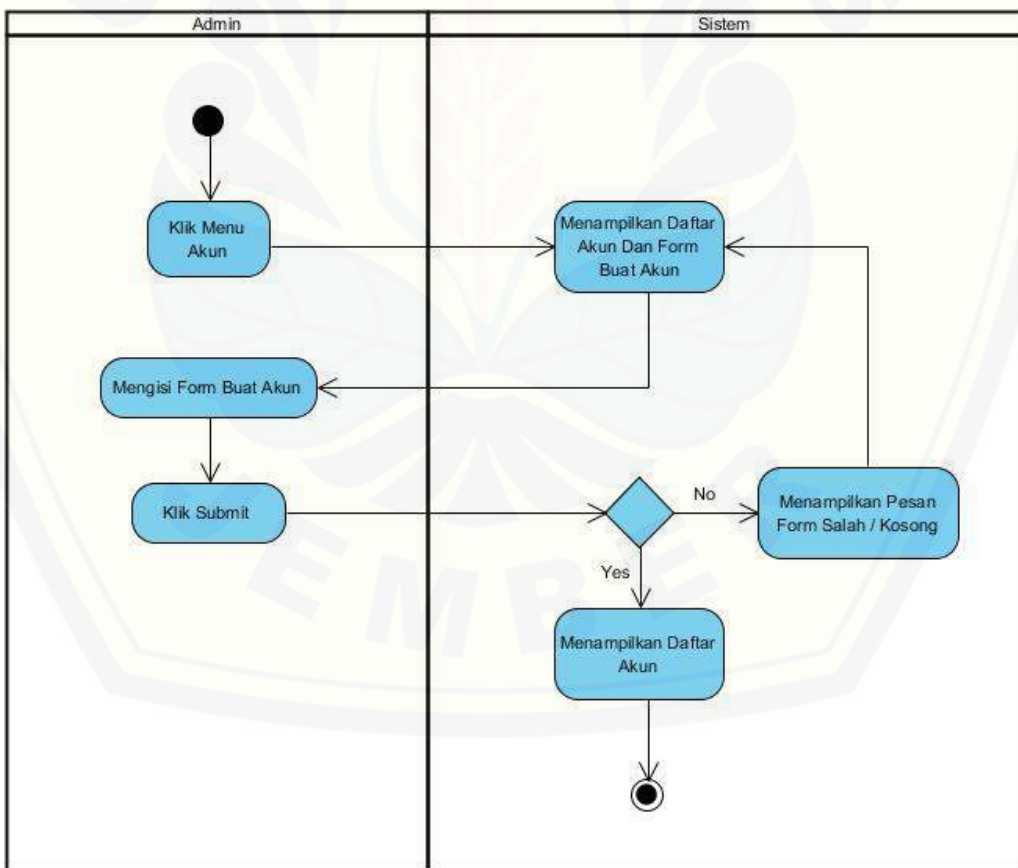 Admin
Sistem
Klik Menu
Akun
Menampilkan Daftar
Akun Dan Form
Buat Akun
Mengisi Form Buat Akun
Klik Submit
No
Menampilkan Pesan
Form Salah / Kosong
Yes
Menampilkan Daftar
Akun
JEMBER